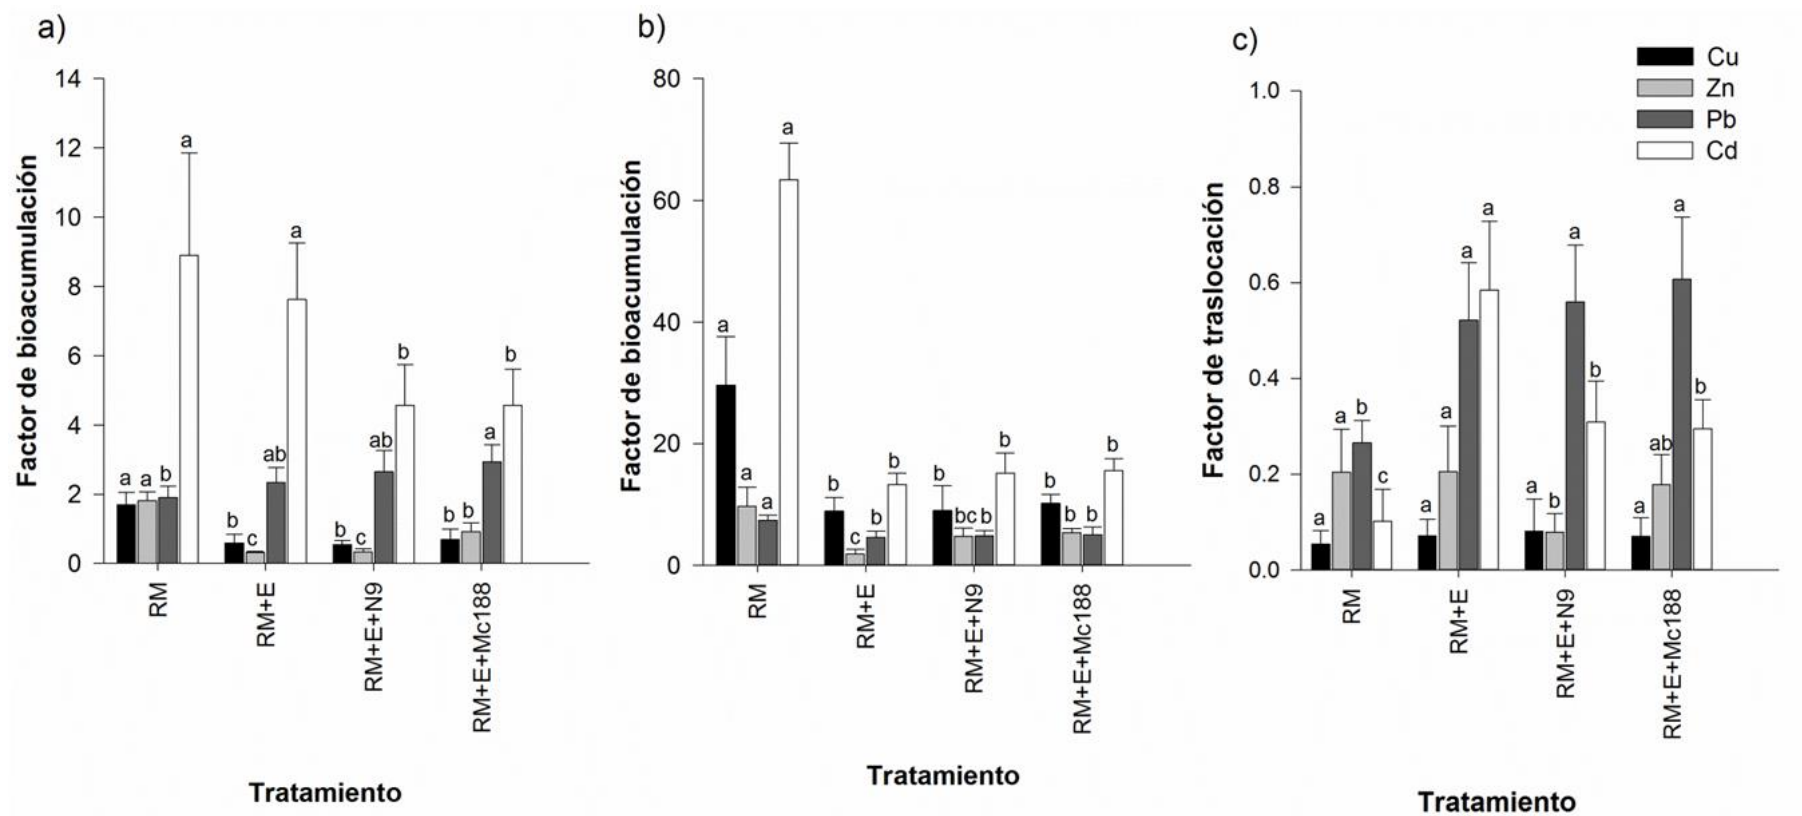 a)
Factor de bioacumulación
14
12
10
8
6
4
2
0
a a b a
b c ab a
b c ab b
b b a b
RM
RM+E
RM+E+N9
RM+E+Mc188
Tratamiento
b)
Factor de bioacumulación
80
60
40
20
0
a a a a
b c b b
b bc b b
b b b b
RM
RM+E
RM+E+N9
RM+E+Mc188
Tratamiento
c)
Factor de traslocación
1.0
0.8
0.6
0.4
0.2
0.0
a a b c
a a a a
a b a b
a ab a b
RM
RM+E
RM+E+N9
RM+E+Mc188
Tratamiento
Cu
Zn
Pb
Cd